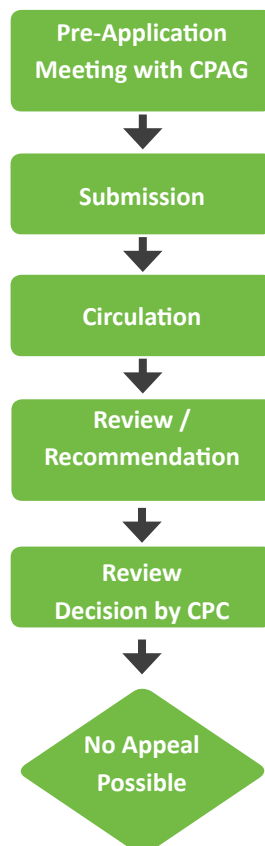 Pre-Application
Meeting with CPAG
Submission
Circulation
Review /
Recommendation
Review
Decision by CPC
No Appeal
Possible